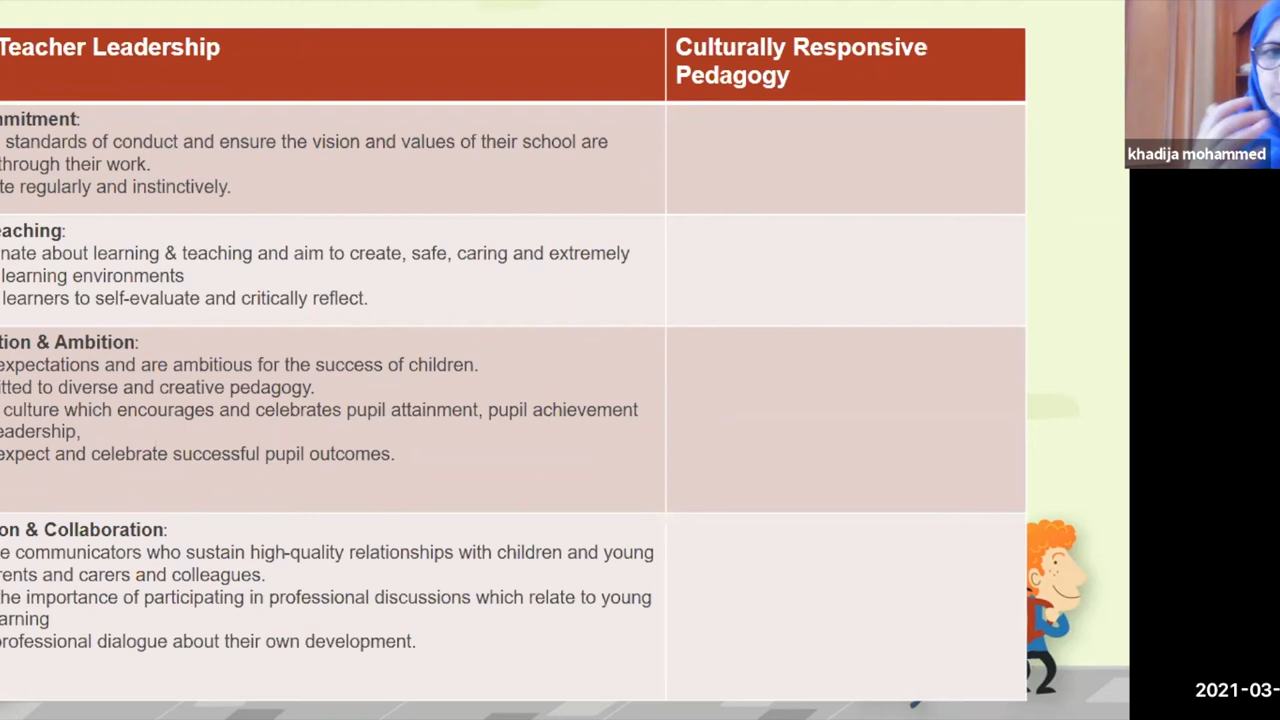 Teacher Leadership
Culturally Responsive
Pedagogy
mmitment:
standards of conduct and ensure the vision and values of their school are
through their work.
te regularly and instinctively.
eaching:
nate about learning & teaching and aim to create, safe, caring and extremely
learning environments
learners to self-evaluate and critically reflect.
tion & Ambition:
expectations and are ambitious for the success of children.
itted to diverse and creative pedagogy.
culture which encourages and celebrates pupil attainment, pupil achievement
eadership,
expect and celebrate successful pupil outcomes.
on & Collaboration:
e communicators who sustain high-quality relationships with children and young
rents and carers and colleagues.
the importance of participating in professional discussions which relate to young
arning
professional dialogue about their own development.
khadija mohammed
2021-03-